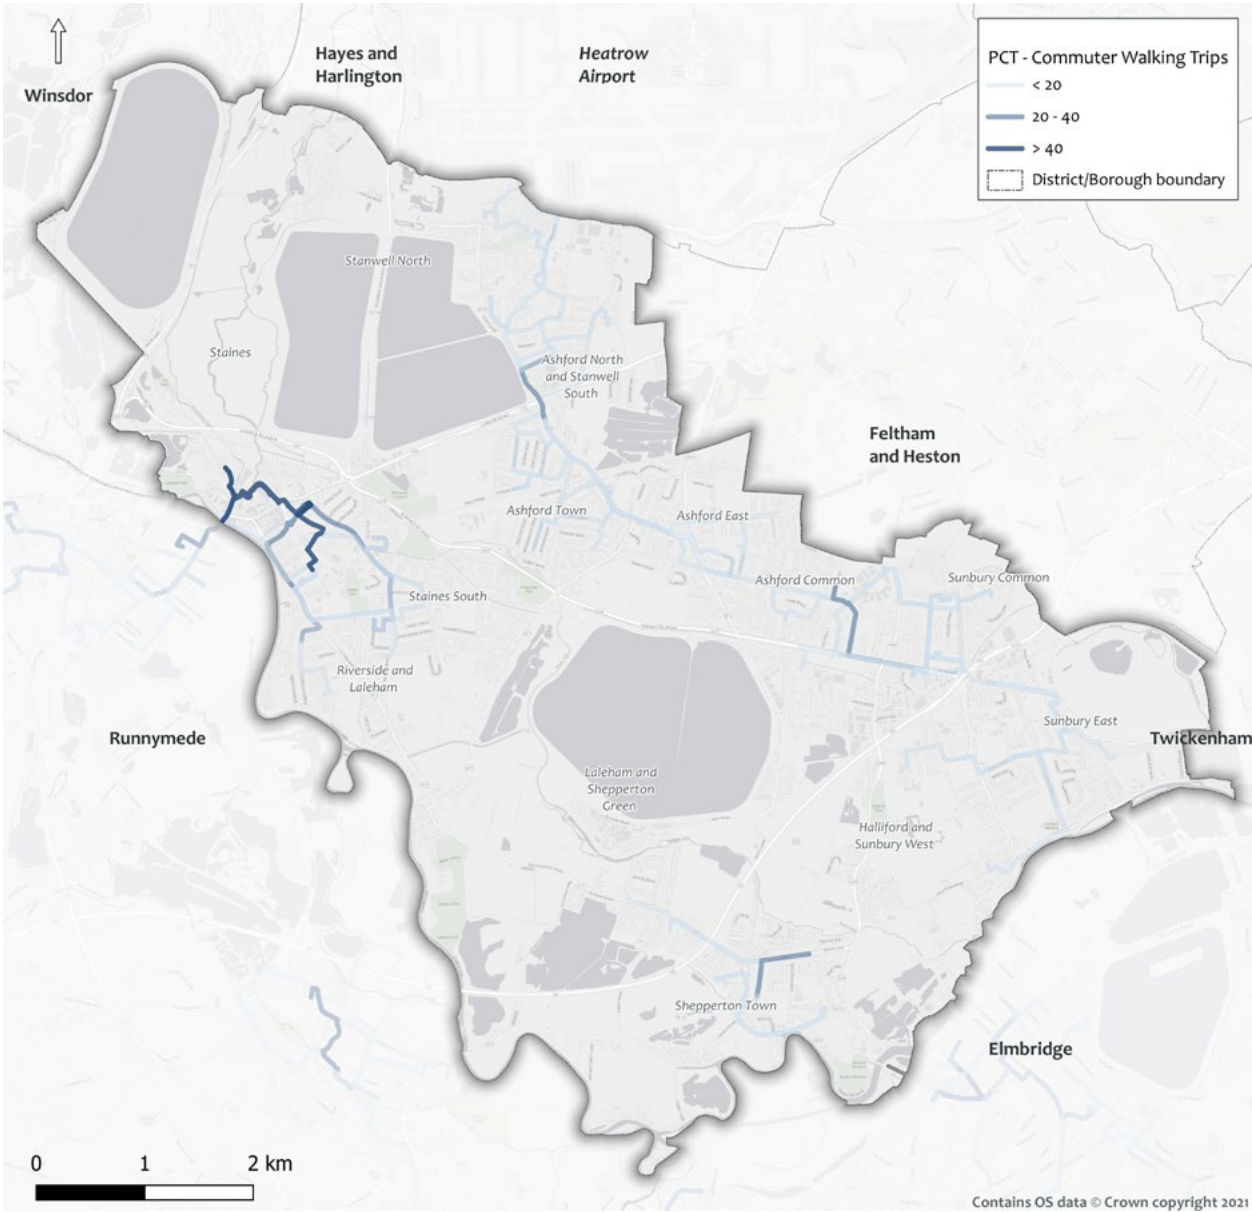 Hayes and
Harlington
Heatrow
Airport
Winsdor
PCT - Commuter Walking Trips
< 20
20 - 40
> 40
District/Borough boundary
Stanwell North
Staines
Ashford North
and Stanwell
South
Feltham
and Heston
Ashford Town
Ashford East
Ashford Common
Sunbury Common
Staines South
Riverside and
Laleham
Runnymede
Sunbury East
Twickenham
Laleham and
Shepperton
Green
Halliford and
Sunbury West
Shepperton Town
Elmbridge
0 1 2 km
Contains OS data © Crown copyright 2021